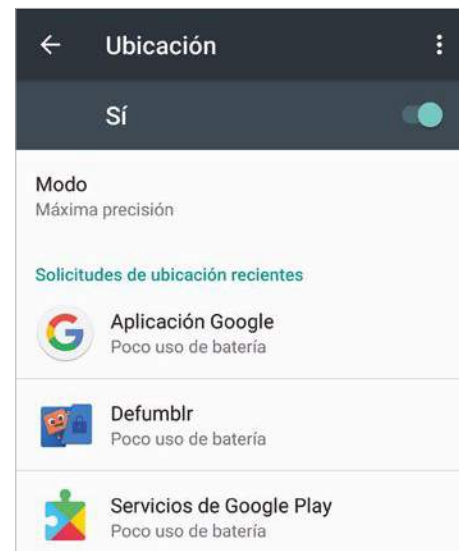 Ubicación
Sí
Modo
Máxima precisión
Solicitudes de ubicación recientes
Aplicación Google
Poco uso de batería
Defumblr
Poco uso de batería
Servicios de Google Play
Poco uso de batería